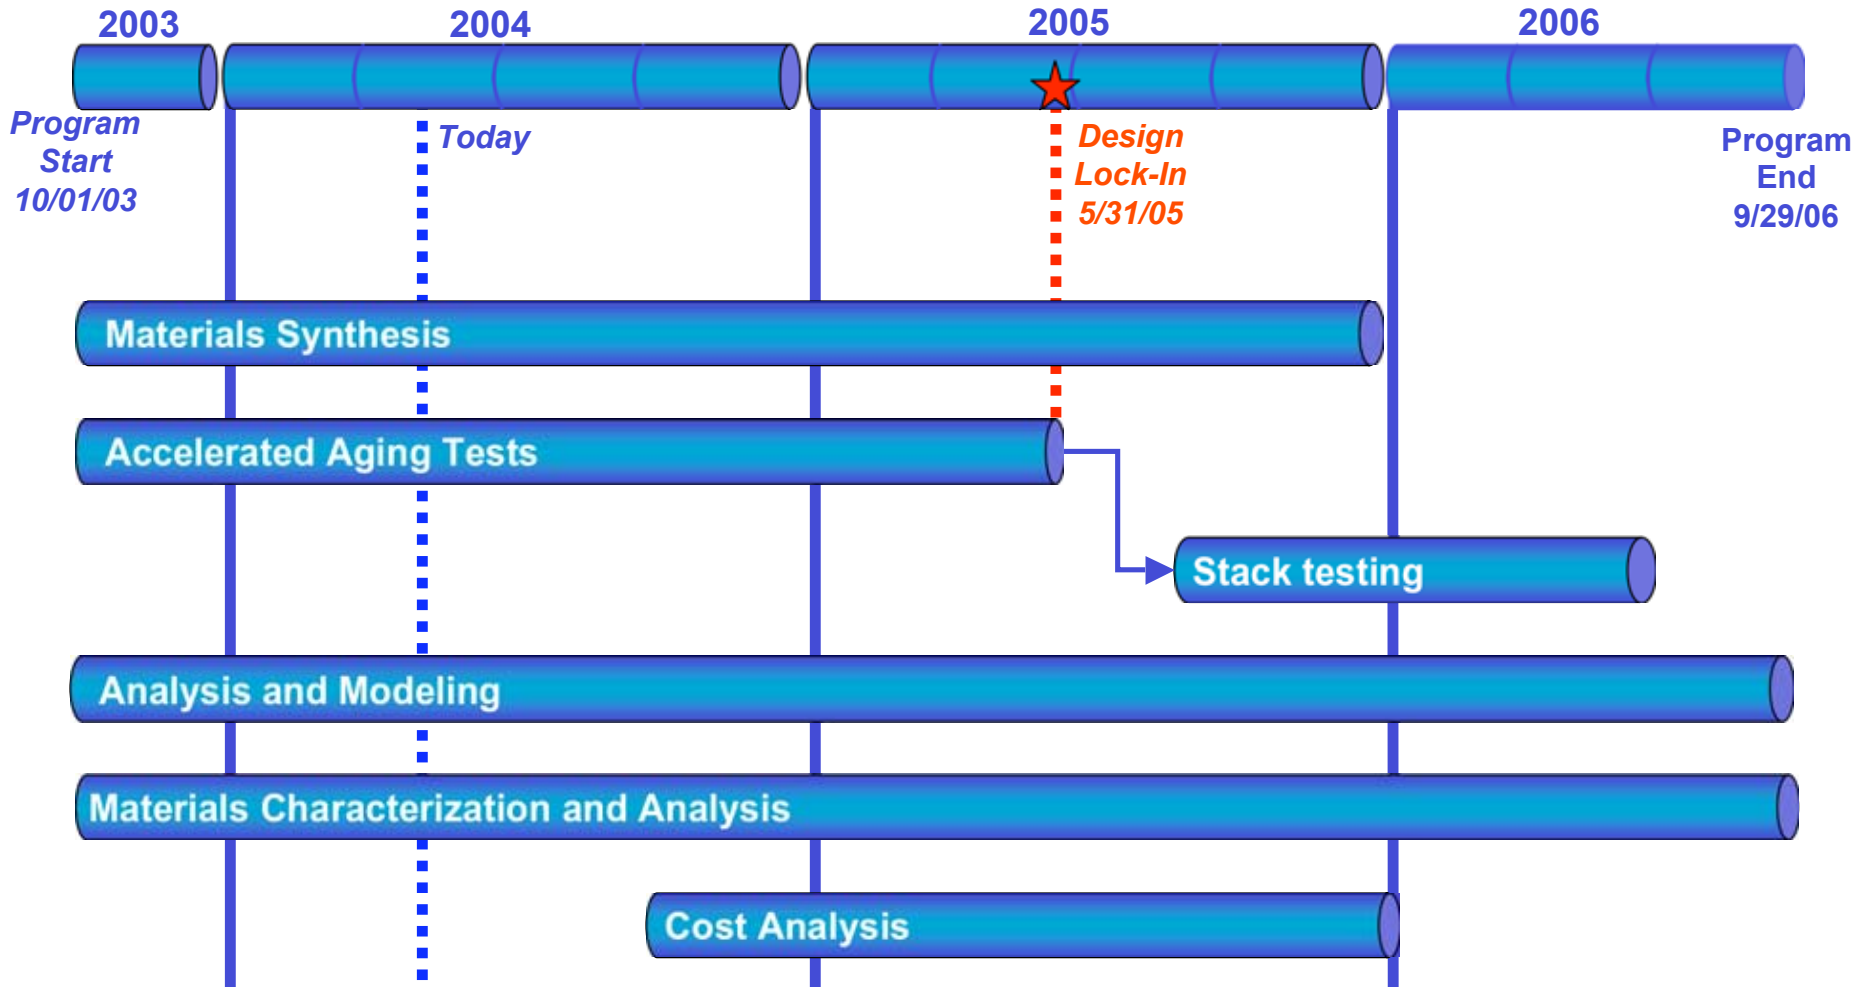 2003
2004
2005
2006
Program
Start
10/01/03
Today
Design
Lock-In
5/31/05
Program
End
9/29/06
Materials Synthesis
Accelerated Aging Tests
Stack testing
Analysis and Modeling
Materials Characterization and Analysis
Cost Analysis